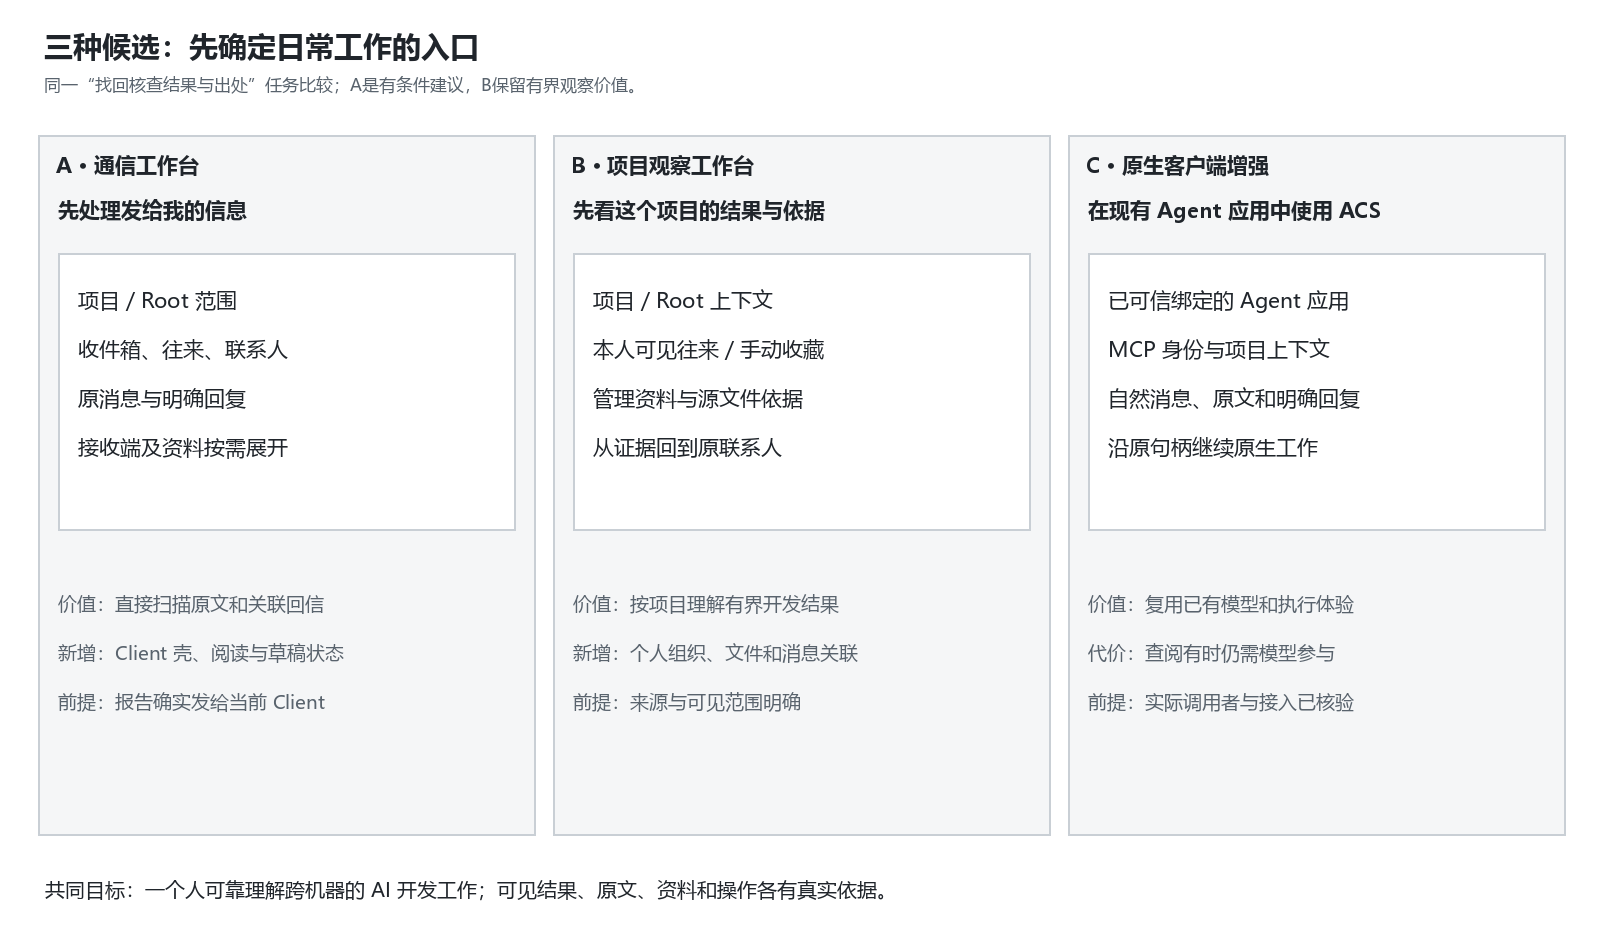 三种候选：先确定日常工作的入口
同一“找回核查结果与出处”任务比较；A是有条件建议，B保留有界观察价值。
A · 通信工作台
先处理发给我的信息
项目 / Root 范围
收件箱、往来、联系人
原消息与明确回复
接收端及资料按需展开
价值：直接扫描原文和关联回信
新增：Client 壳、阅读与草稿状态
前提：报告确实发给当前 Client
B · 项目观察工作台
先看这个项目的结果与依据
项目 / Root 上下文
本人可见往来 / 手动收藏
管理资料与源文件依据
从证据回到原联系人
价值：按项目理解有界开发结果
新增：个人组织、文件和消息关联
前提：来源与可见范围明确
C · 原生客户端增强
在现有 Agent 应用中使用 ACS
已可信绑定的 Agent 应用
MCP 身份与项目上下文
自然消息、原文和明确回复
沿原句柄继续原生工作
价值：复用已有模型和执行体验
代价：查阅有时仍需模型参与
前提：实际调用者与接入已核验
共同目标：一个人可靠理解跨机器的 AI 开发工作；可见结果、原文、资料和操作各有真实依据。